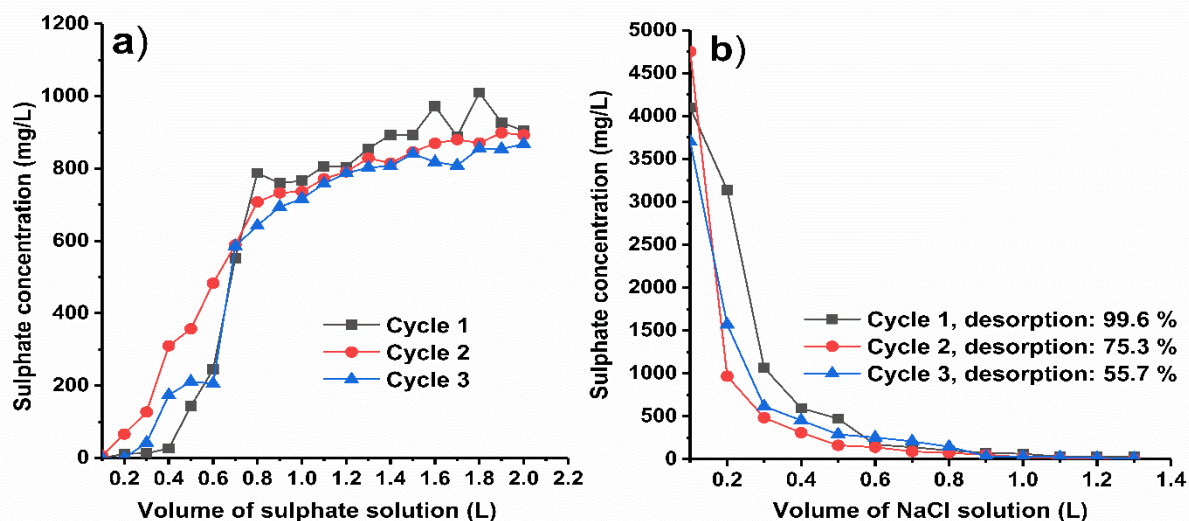 a)
1200
1000
800
600
400
200
0
0.2 0.4 0.6 0.8 1.0 1.2 1.4 1.6 1.8 2.0 2.2
Sulphate concentration (mg/L)
Volume of sulphate solution (L)
Cycle 1
Cycle 2
Cycle 3
b)
5000
4500
4000
3500
3000
2500
2000
1500
1000
500
0
0.2 0.4 0.6 0.8 1.0 1.2 1.4
Sulphate concentration (mg/L)
Volume of NaCl solution (L)
Cycle 1, desorption: 99.6 %
Cycle 2, desorption: 75.3 %
Cycle 3, desorption: 55.7 %